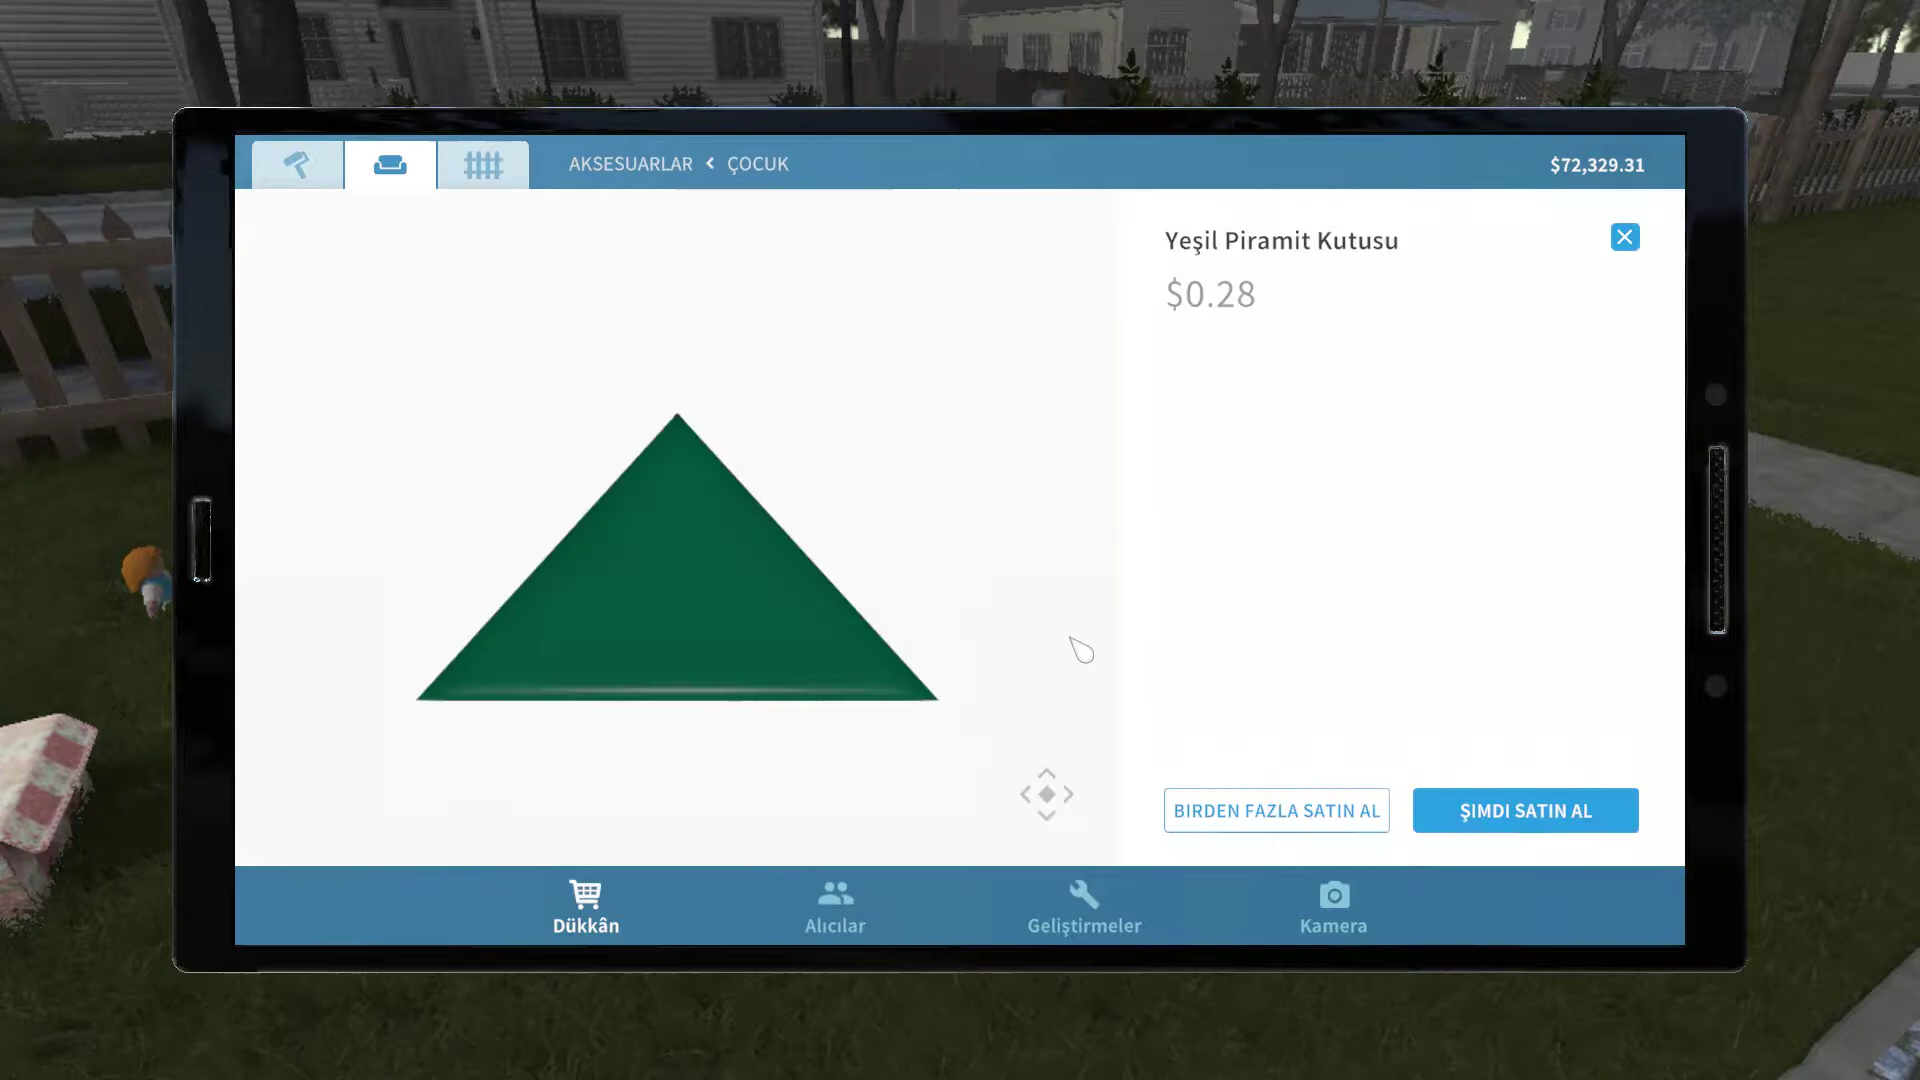 AKSESUARLAR < ÇOCUK
$72,329.31
Yeşil Piramit Kutusu
$0.28
BIRDEN FAZLA SATIN AL
ŞIMDI SATIN AL
Dükkân
Alıcılar
Geliştirmeler
Kamera